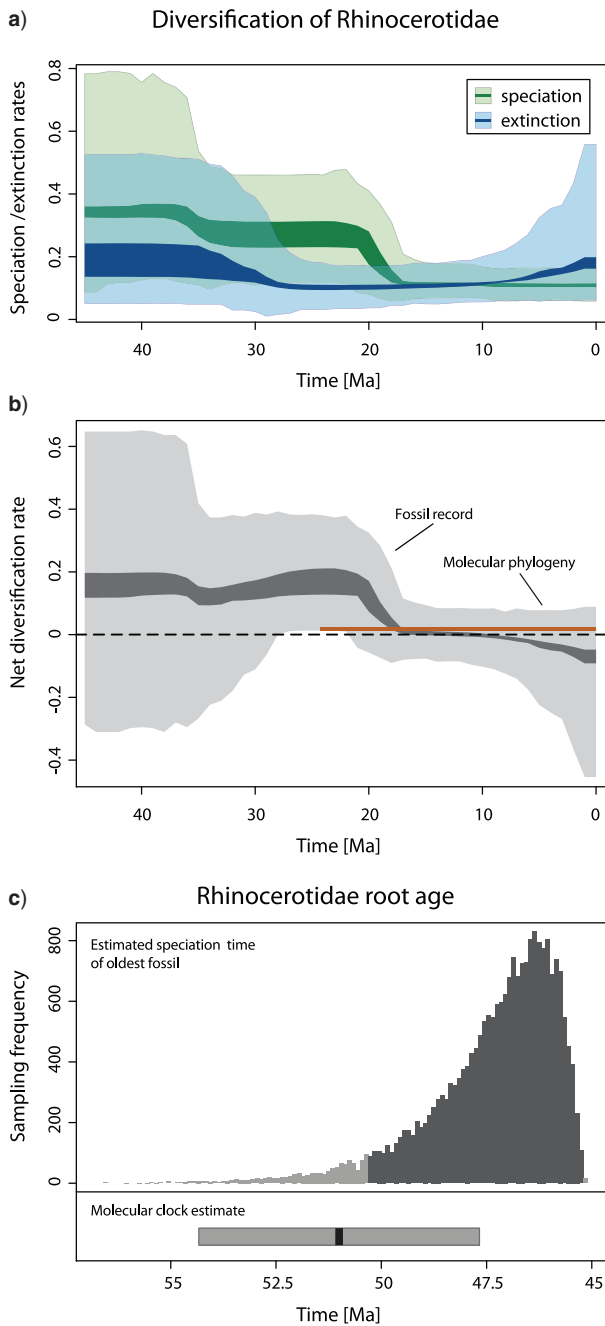 a) Diversification of Rhinocerotidae
Speciation /extinction rates
0.8
0.6
0.4
0.2
0
speciation
extinction
40 30 20 10 0
Time [Ma]
b)
Net diversification rate
0.6
0.4
0.2
0
-0.2
-0.4
Fossil record
Molecular phylogeny
40 30 20 10 0
Time [Ma]
c) Rhinocerotidae root age
Sampling frequency
800
600
400
200
0
Estimated speciation time
of oldest fossil
Molecular clock estimate
55 52.5 50 47.5 45
Time [Ma]